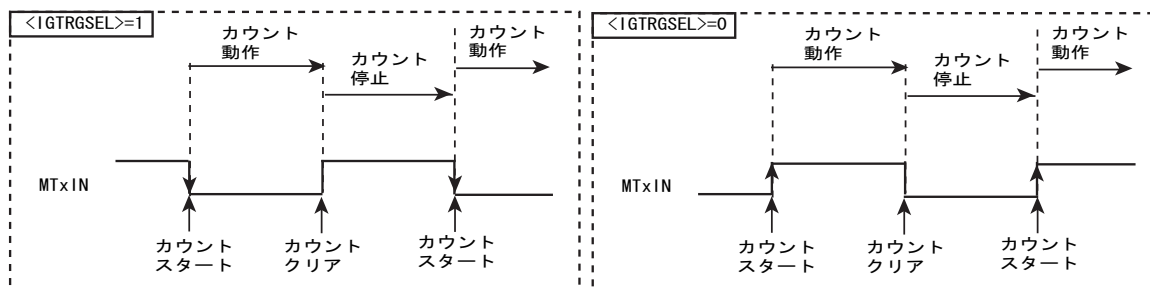 <IGTRGSEL>=1
カウント
動作
カウント
停止
カウント
動作
MTxIN
カウント
スタート
カウント
クリア
カウント
スタート
<IGTRGSEL>=0
カウント
動作
カウント
停止
カウント
動作
MTxIN
カウント
スタート
カウント
クリア
カウント
スタート